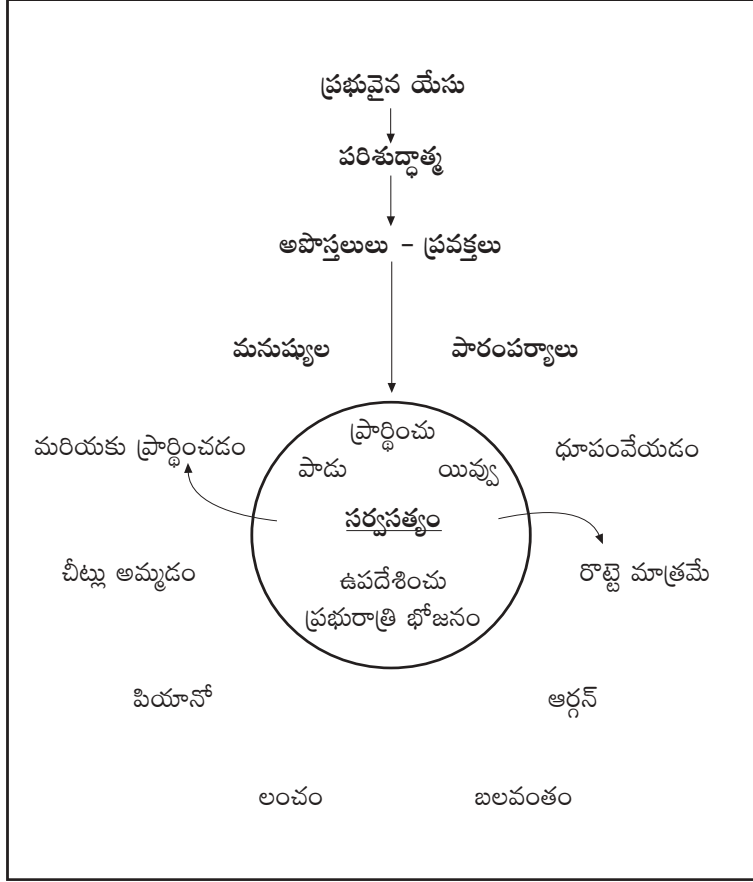 ప్రభువైన యేసు
పరిశుద్ధాత్మ
అపొస్తలులు - ప్రవక్తలు
మనుష్యుల పారంపర్యాలు
ప్రార్థించు
మరియకు ప్రార్థించడం పాడు యివ్వు ధూపంవేయడం
సర్వసత్యం
చీట్లు అమ్మడం ఉపదేశించు రొట్టె మాత్రమే
ప్రభురాత్రి భోజనం
పియానో ఆర్గన్
లంచం బలవంతం